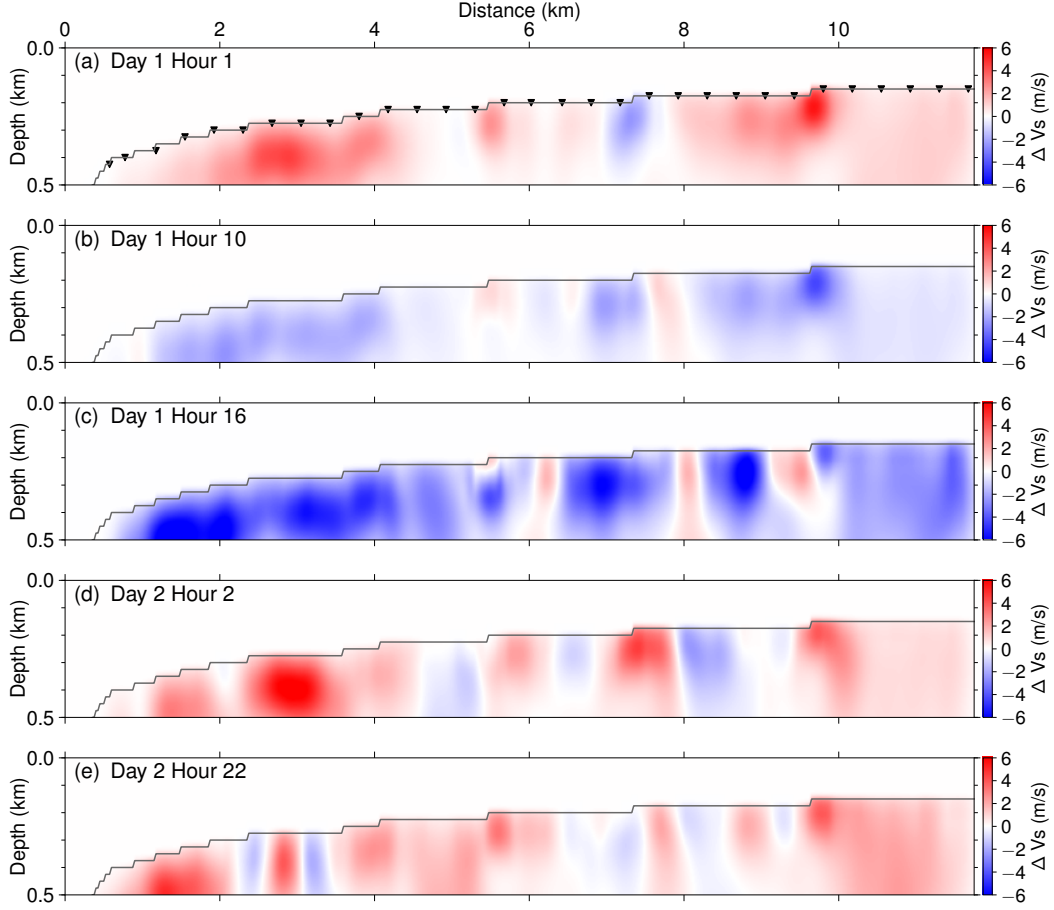 Distance (km)
0 2 4 6 8 10
(a) Day 1 Hour 1
Depth (km)
0.0
0.5
6
4
2
0
−2
−4
−6
Δ Vs (m/s)
(b) Day 1 Hour 10
Depth (km)
0.0
0.5
6
4
2
0
−2
−4
−6
Δ Vs (m/s)
(c) Day 1 Hour 16
Depth (km)
0.0
0.5
6
4
2
0
−2
−4
−6
Δ Vs (m/s)
(d) Day 2 Hour 2
Depth (km)
0.0
0.5
6
4
2
0
−2
−4
−6
Δ Vs (m/s)
(e) Day 2 Hour 22
Depth (km)
0.0
0.5
6
4
2
0
−2
−4
−6
Δ Vs (m/s)